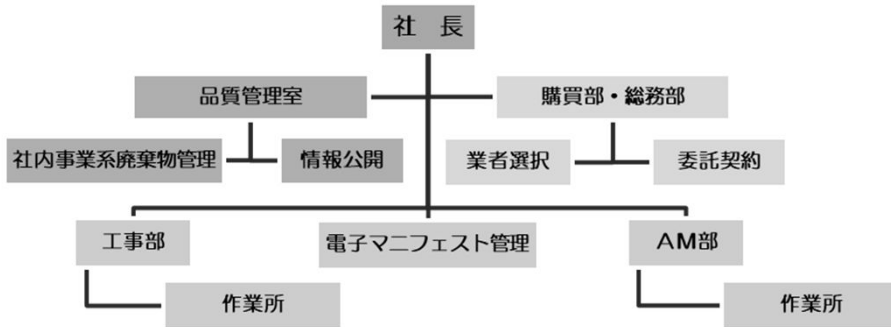 社　長
品質管理室
購買部・総務部
社内事業系廃棄物管理
情報公開
業者選択
委託契約
工事部
電子マニフェスト管理
AM部
作業所
作業所